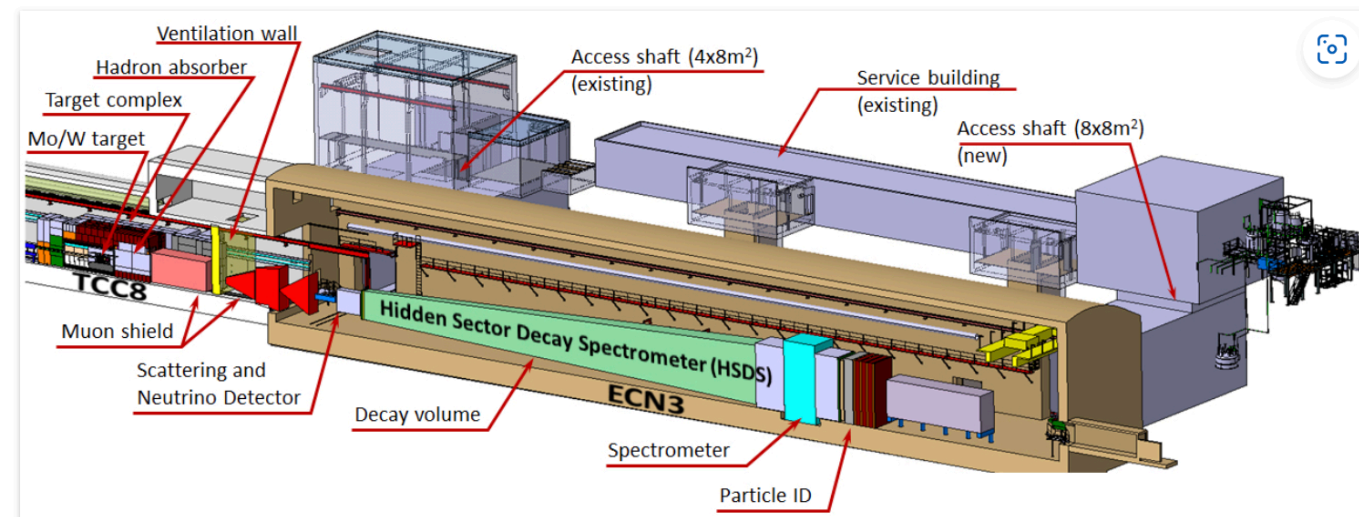 Ventilation wall
Hadron absorber
Target complex
Mo/W target
Access shaft (4x8m²)
(existing)
Service building
(existing)
Access shaft (8x8m²)
(new)
TCC8
Muon shield
Scattering and
Neutrino Detector
Hidden Sector Decay Spectrometer (HSDS)
Decay volume
ECN3
Spectrometer
Particle ID